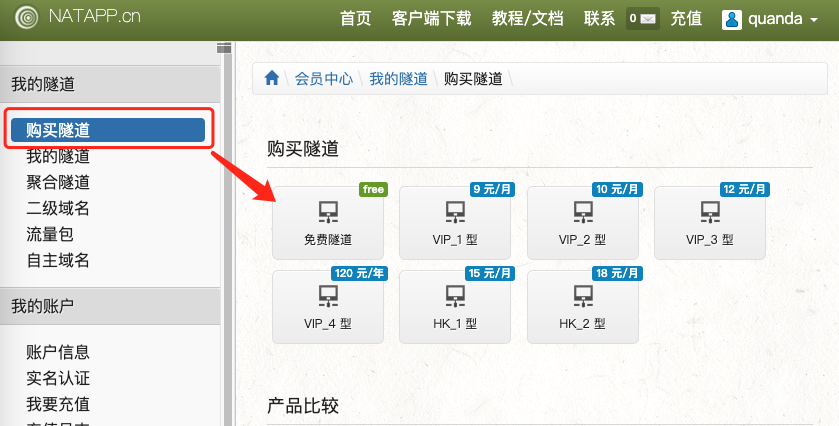 NATAPP.cn
首页 客户端下载 教程/文档 联系 0 充值 quanda
我的隧道
购买隧道
我的隧道
聚合隧道
二级域名
流量包
自主域名
我的账户
账户信息
实名认证
我要充值
会员中心 \ 我的隧道 \ 购买隧道 \
购买隧道
free
免费隧道
9 元/月
VIP_1 型
10 元/月
VIP_2 型
12 元/月
VIP_3 型
120 元/年
VIP_4 型
15 元/月
HK_1 型
18 元/月
HK_2 型
产品比较